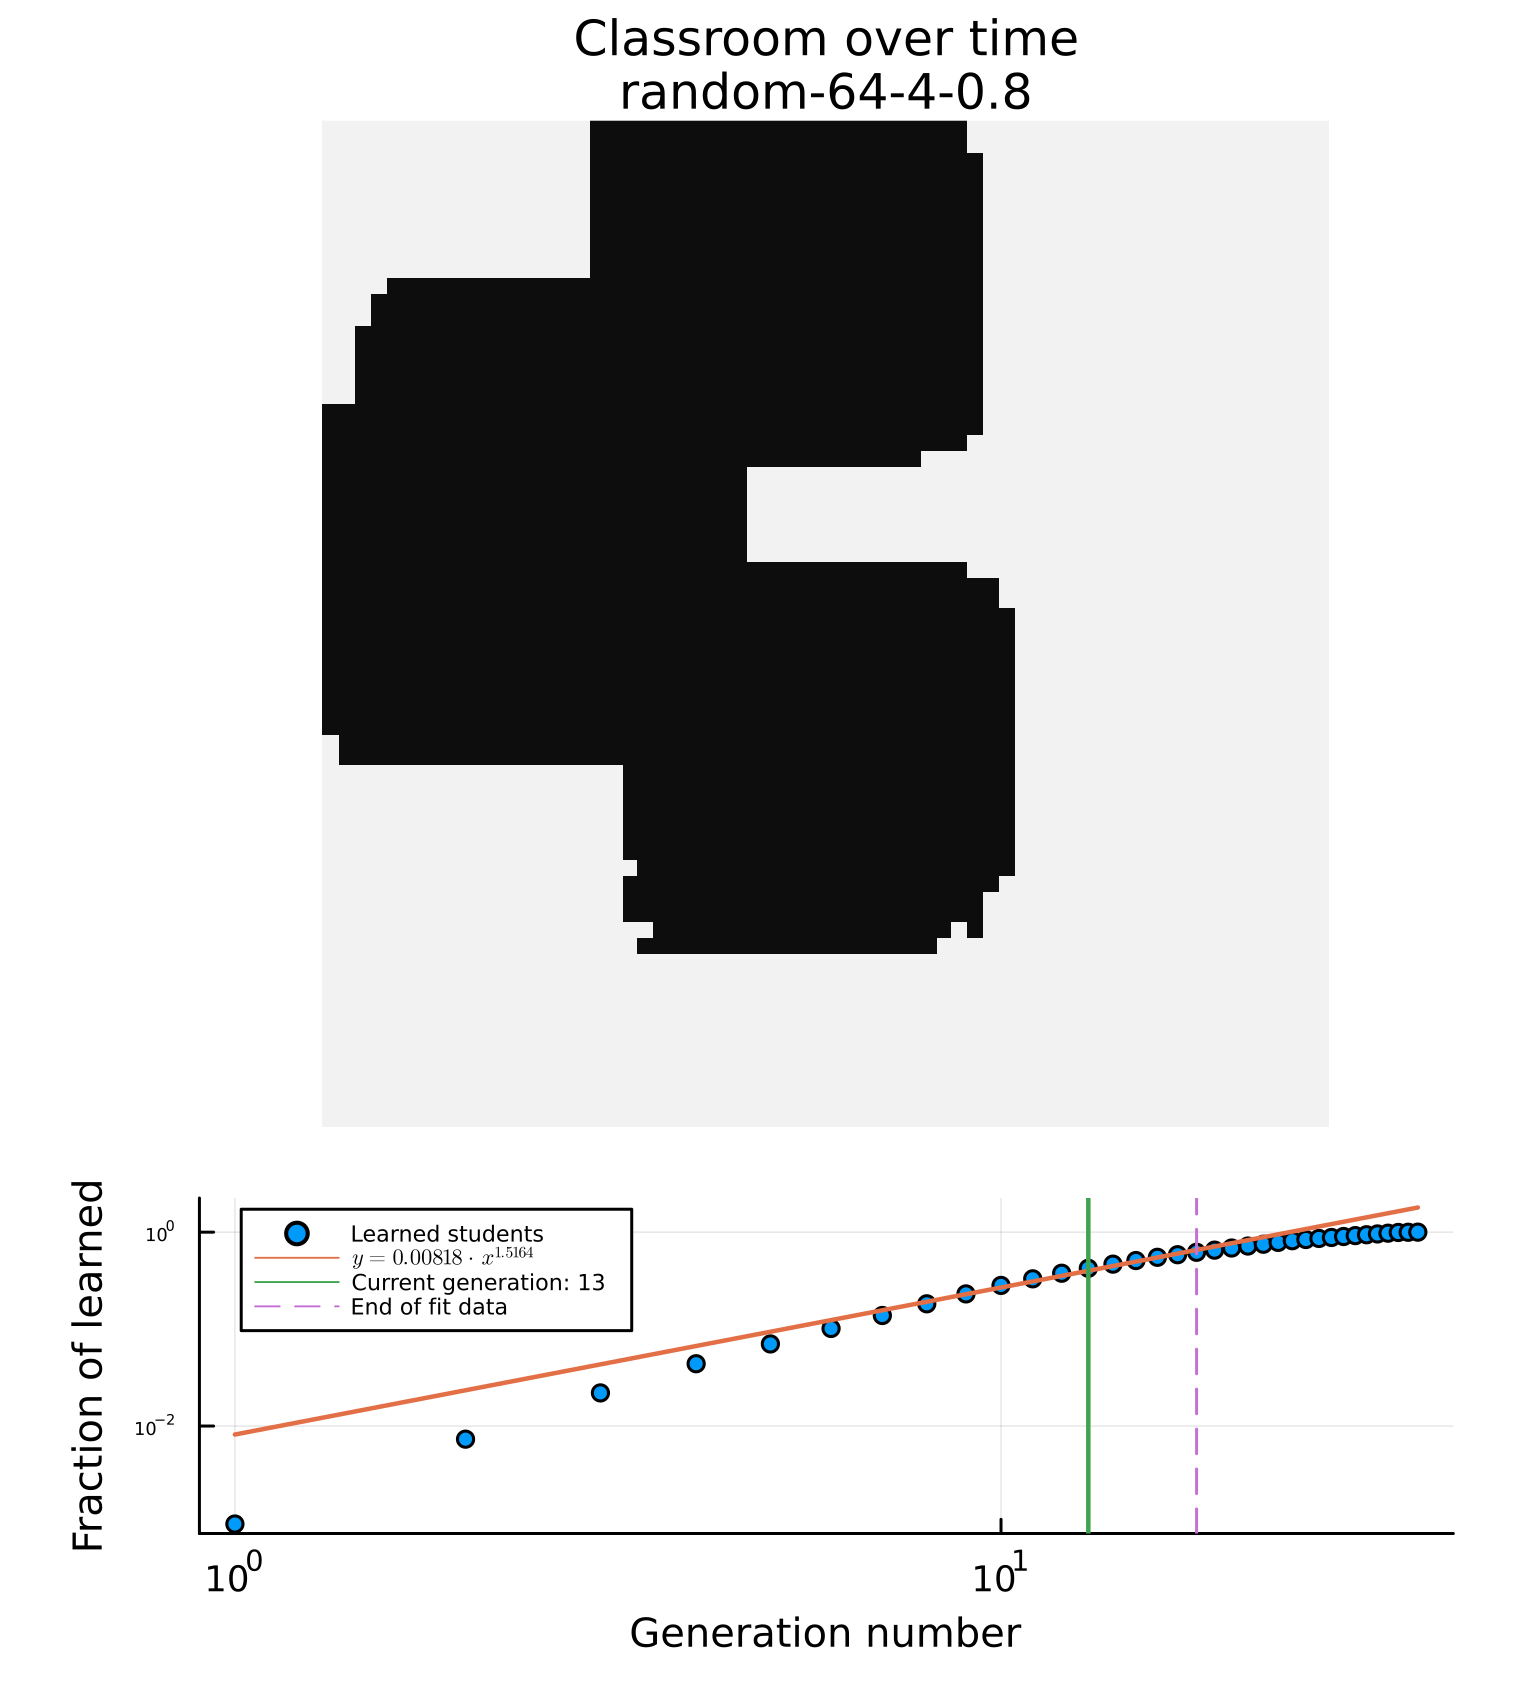 Classroom over time
random-64-4-0.8
Fraction of learned
10^0
10^−2
Learned students
y = 0.00818 · x^1.5164
Current generation: 13
End of fit data
10^0
10^1
Generation number